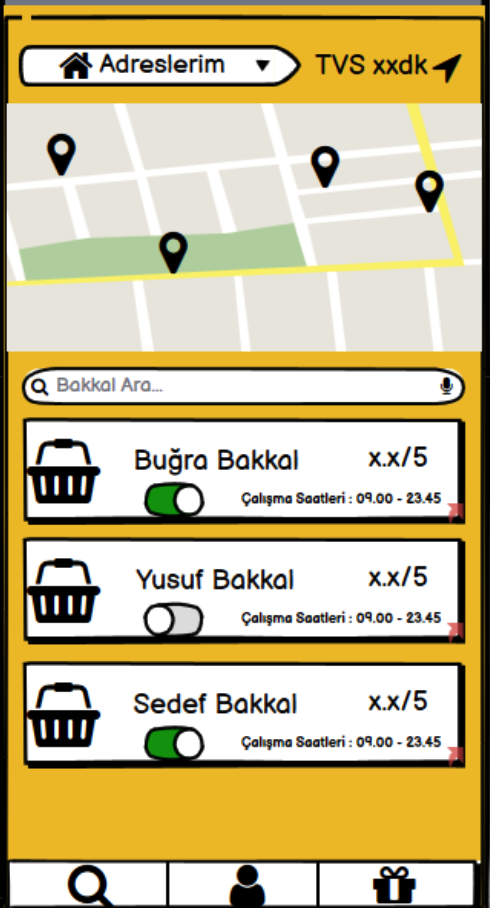 Adreslerim
TVS xxdk
Bakkal Ara...
Buğra Bakkal
x.x/5
Çalışma Saatleri : 09.00 - 23.45
Yusuf Bakkal
x.x/5
Çalışma Saatleri : 09.00 - 23.45
Sedef Bakkal
x.x/5
Çalışma Saatleri : 09.00 - 23.45